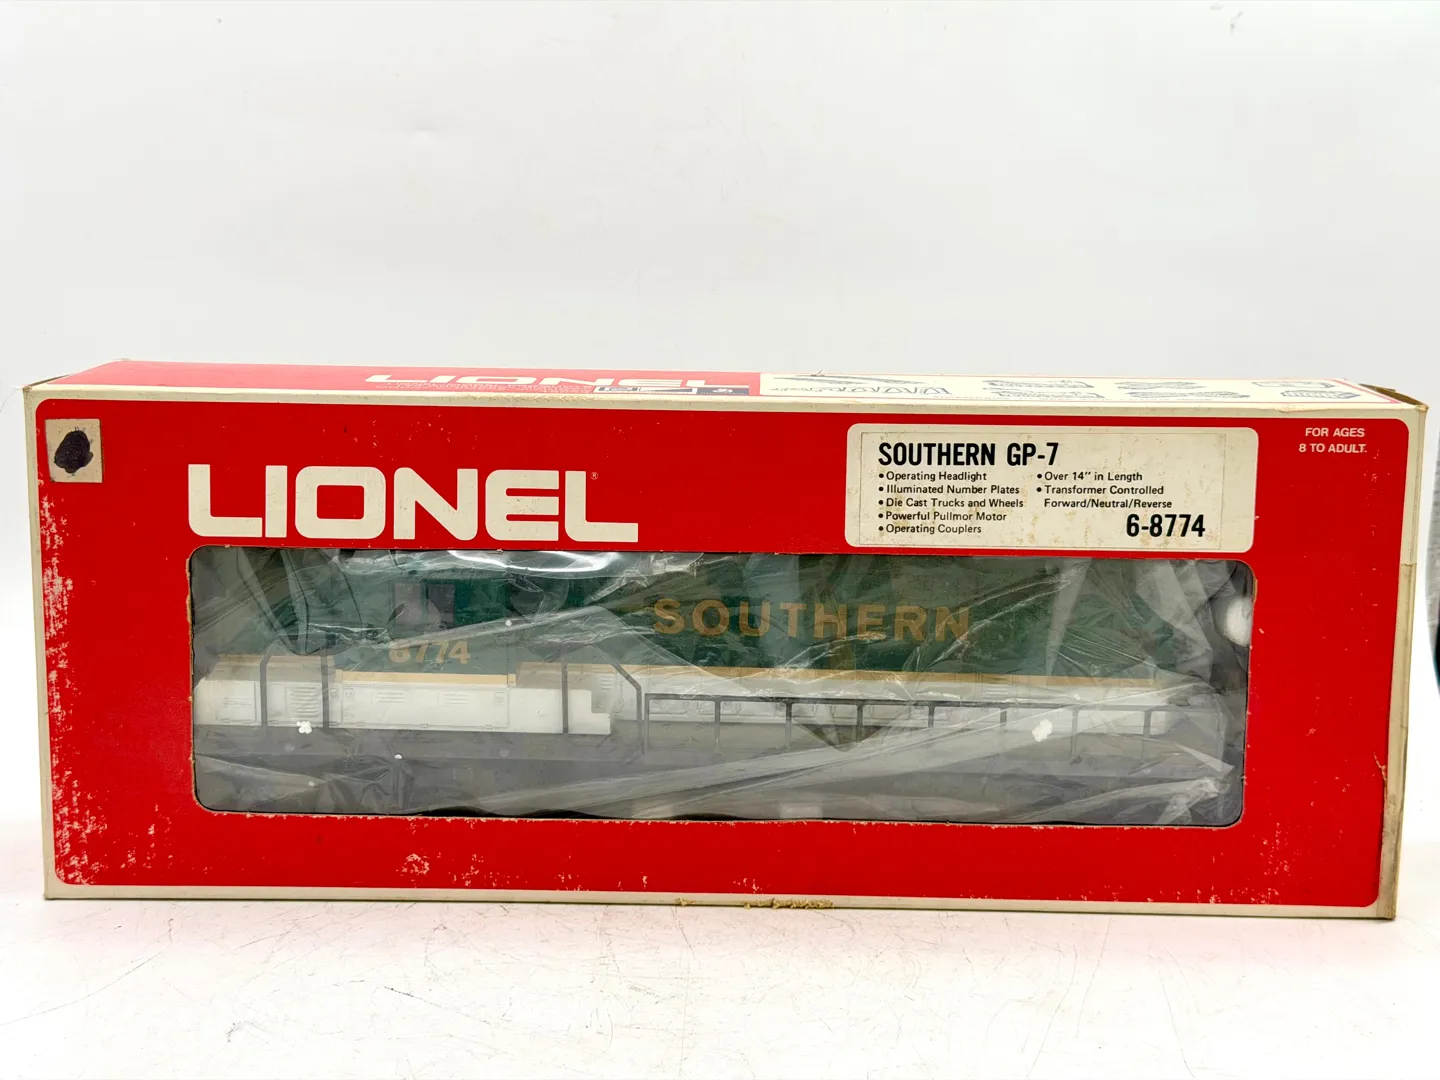 LIONEL
LIONEL®
SOUTHERN GP-7
• Operating Headlight
• Illuminated Number Plates
• Die Cast Trucks and Wheels
• Powerful Pullmor Motor
• Operating Couplers
• Over 14" in Length
• Transformer Controlled
Forward/Neutral/Reverse
6-8774
FOR AGES
8 TO ADULT.
SOUTHERN
8774